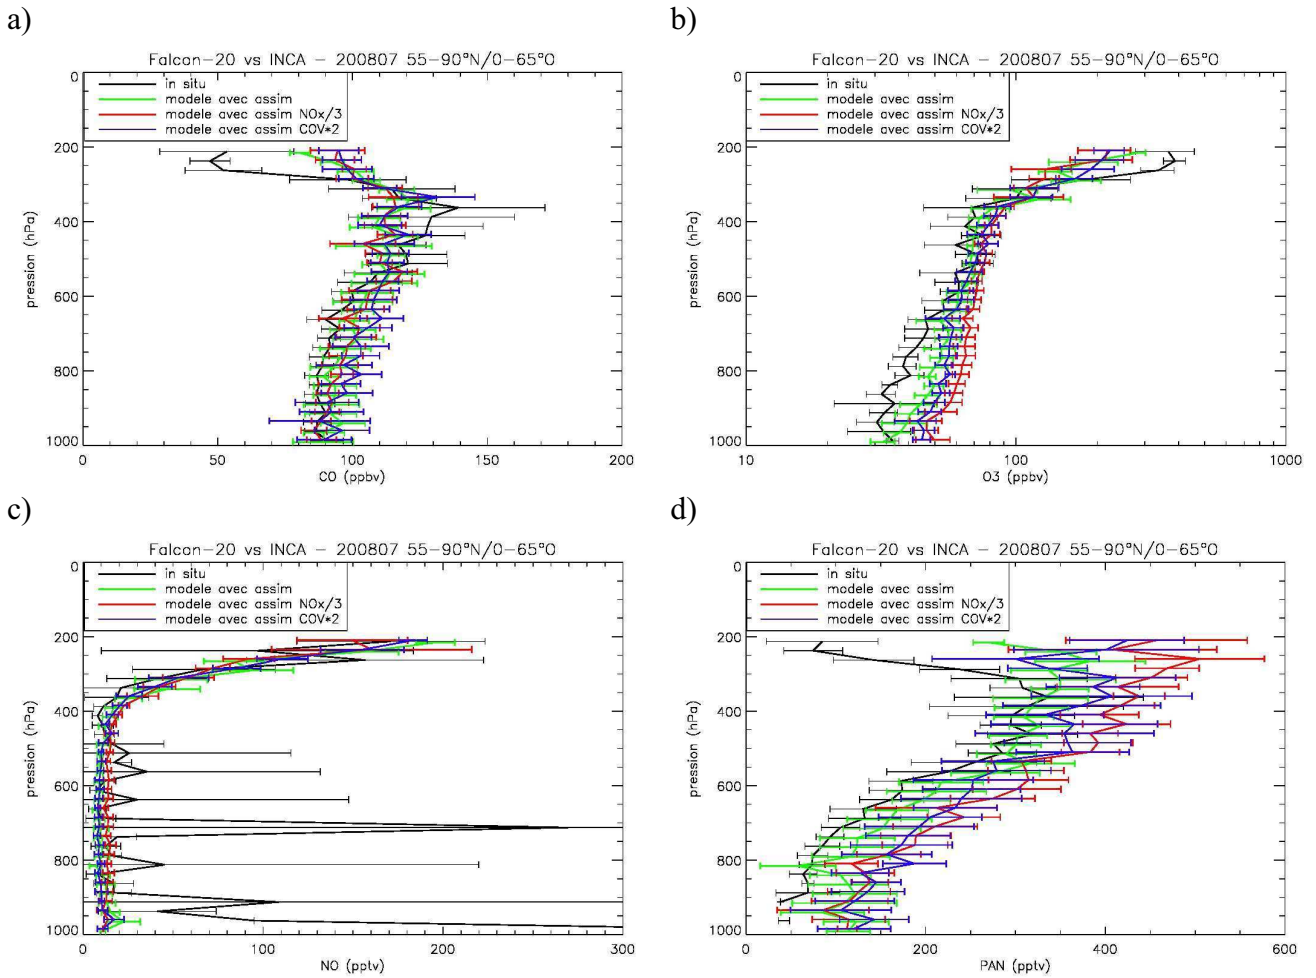 a)
b)
Falcon-20 vs INCA - 200807 55-90°N/0-65°O
in situ
modele avec assim
modele avec assim NOx/3
modele avec assim COV*2
0
200
400
600
800
1000
pression (hPa)
0 50 100 150 200
CO (ppbv)
Falcon-20 vs INCA - 200807 55-90°N/0-65°O
in situ
modele avec assim
modele avec assim NOx/3
modele avec assim COV*2
0
200
400
600
800
1000
pression (hPa)
10 100 1000
O3 (ppbv)
c)
d)
Falcon-20 vs INCA - 200807 55-90°N/0-65°O
in situ
modele avec assim
modele avec assim NOx/3
modele avec assim COV*2
0
200
400
600
800
1000
pression (hPa)
0 100 200 300
NO (pptv)
Falcon-20 vs INCA - 200807 55-90°N/0-65°O
in situ
modele avec assim
modele avec assim NOx/3
modele avec assim COV*2
0
200
400
600
800
1000
pression (hPa)
0 200 400 600
PAN (pptv)